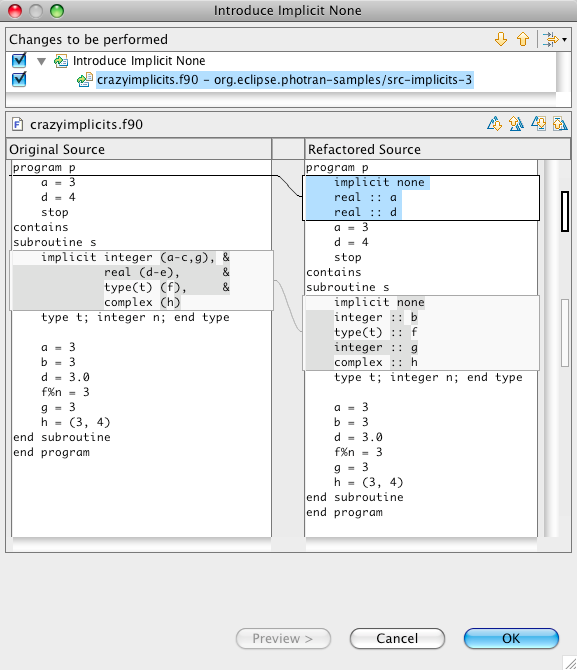 Introduce Implicit None
Changes to be performed
Introduce Implicit None
crazyimplicits.f90 - org.eclipse.photran-samples/src-implicits-3
F crazyimplicits.f90
Original Source
program p
a = 3
d = 4
stop
contains
subroutine s
implicit integer (a-c,g), &
real (d-e), &
type(t) (f), &
complex (h)
type t; integer n; end type
a = 3
b = 3
d = 3.0
f%n = 3
g = 3
h = (3, 4)
end subroutine
end program
Refactored Source
program p
implicit none
real :: a
real :: d
a = 3
d = 4
stop
contains
subroutine s
implicit none
integer :: b
type(t) :: f
integer :: g
complex :: h
type t; integer n; end type
a = 3
b = 3
d = 3.0
f%n = 3
g = 3
h = (3, 4)
end subroutine
end program
Preview >
Cancel
OK